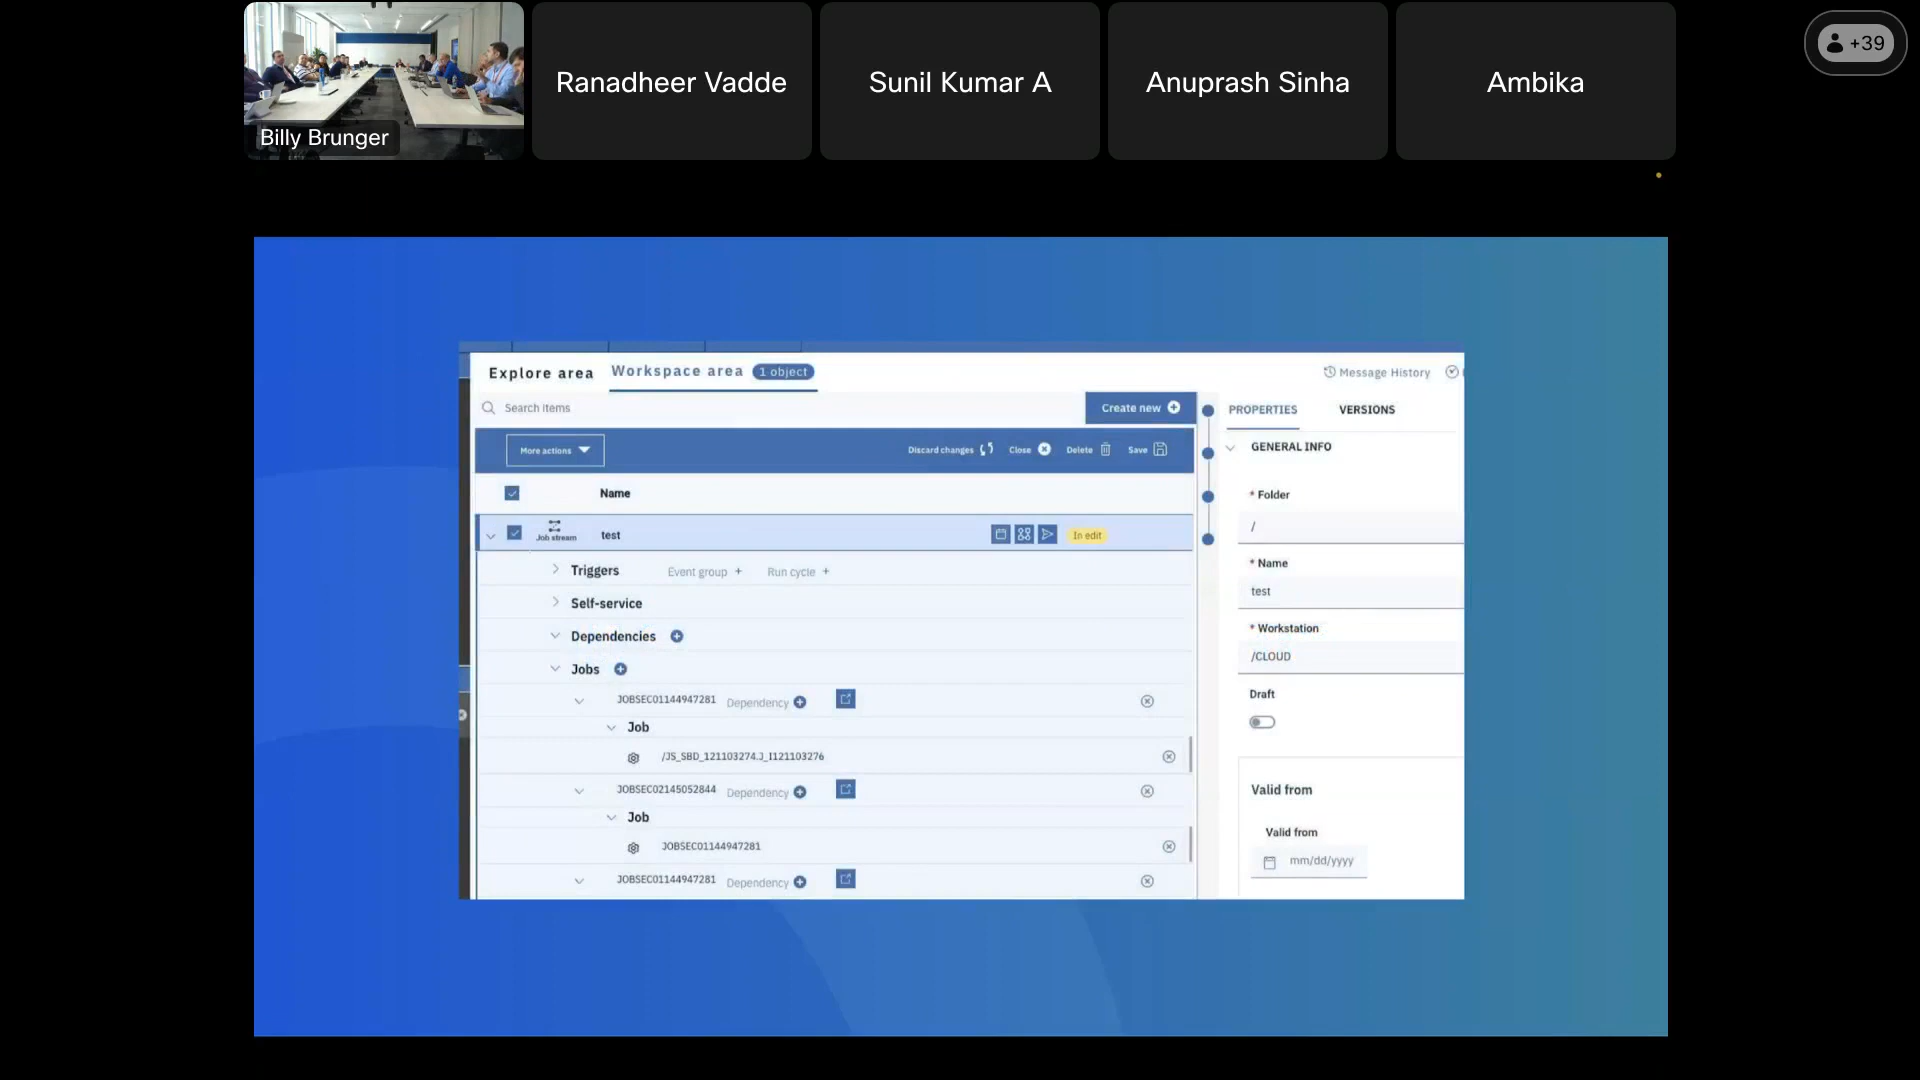 Billy Brunger
Ranadheer Vadde
Sunil Kumar A
Anuprash Sinha
Ambika
+39
Explore area
Workspace area
1 object
Message History
Search items
Create new
PROPERTIES
VERSIONS
More actions
Discard changes
Close
Delete
Save
GENERAL INFO
Name
* Folder
/
Job stream
test
In edit
* Name
test
Triggers
Event group +
Run cycle +
Self-service
* Workstation
/CLOUD
Dependencies
Jobs
Draft
JOBSEC01144947281
Dependency
Job
/JS_SBD_121103274.J_I121103276
JOBSEC02145052844
Dependency
Valid from
Job
Valid from
JOBSEC01144947281
mm/dd/yyyy
JOBSEC01144947281
Dependency